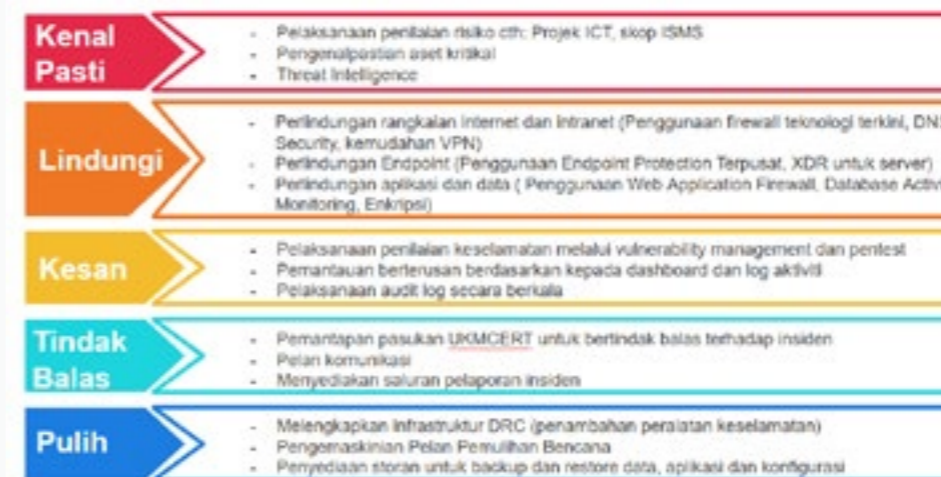 Kenal
Pasti
- Pelaksanaan penilaian risiko cth: Projek ICT, skop ISMS
- Pengenalpastian aset kritikal
- Threat Intelligence
Lindungi
- Perlindungan rangkaian Internet dan intranet (Penggunaan firewall teknologi terkini, DN
Security, kemudahan VPN)
- Perlindungan Endpoint (Penggunaan Endpoint Protection Terpusat, XDR untuk server)
- Perlindungan aplikasi dan data ( Penggunaan Web Application Firewall, Database Activ
Monitoring, Enkripsi)
Kesan
- Pelaksanaan penilaian keselamatan melalui vulnerability management dan pentest
- Pemantauan berterusan berdasarkan kepada dashboard dan log aktiviti
- Pelaksanaan audit log secara berkala
Tindak
Balas
- Pemantapan pasukan UKMCERT untuk bertindak balas terhadap insiden
- Pelan komunikasi
- Menyediakan saluran pelaporan insiden
Pulih
- Melengkapkan Infrastruktur DRC (penambahan peralatan keselamatan)
- Pengemaskinian Pelan Pemulihan Bencana
- Penyediaan storan untuk backup dan restore data, aplikasi dan konfigurasi